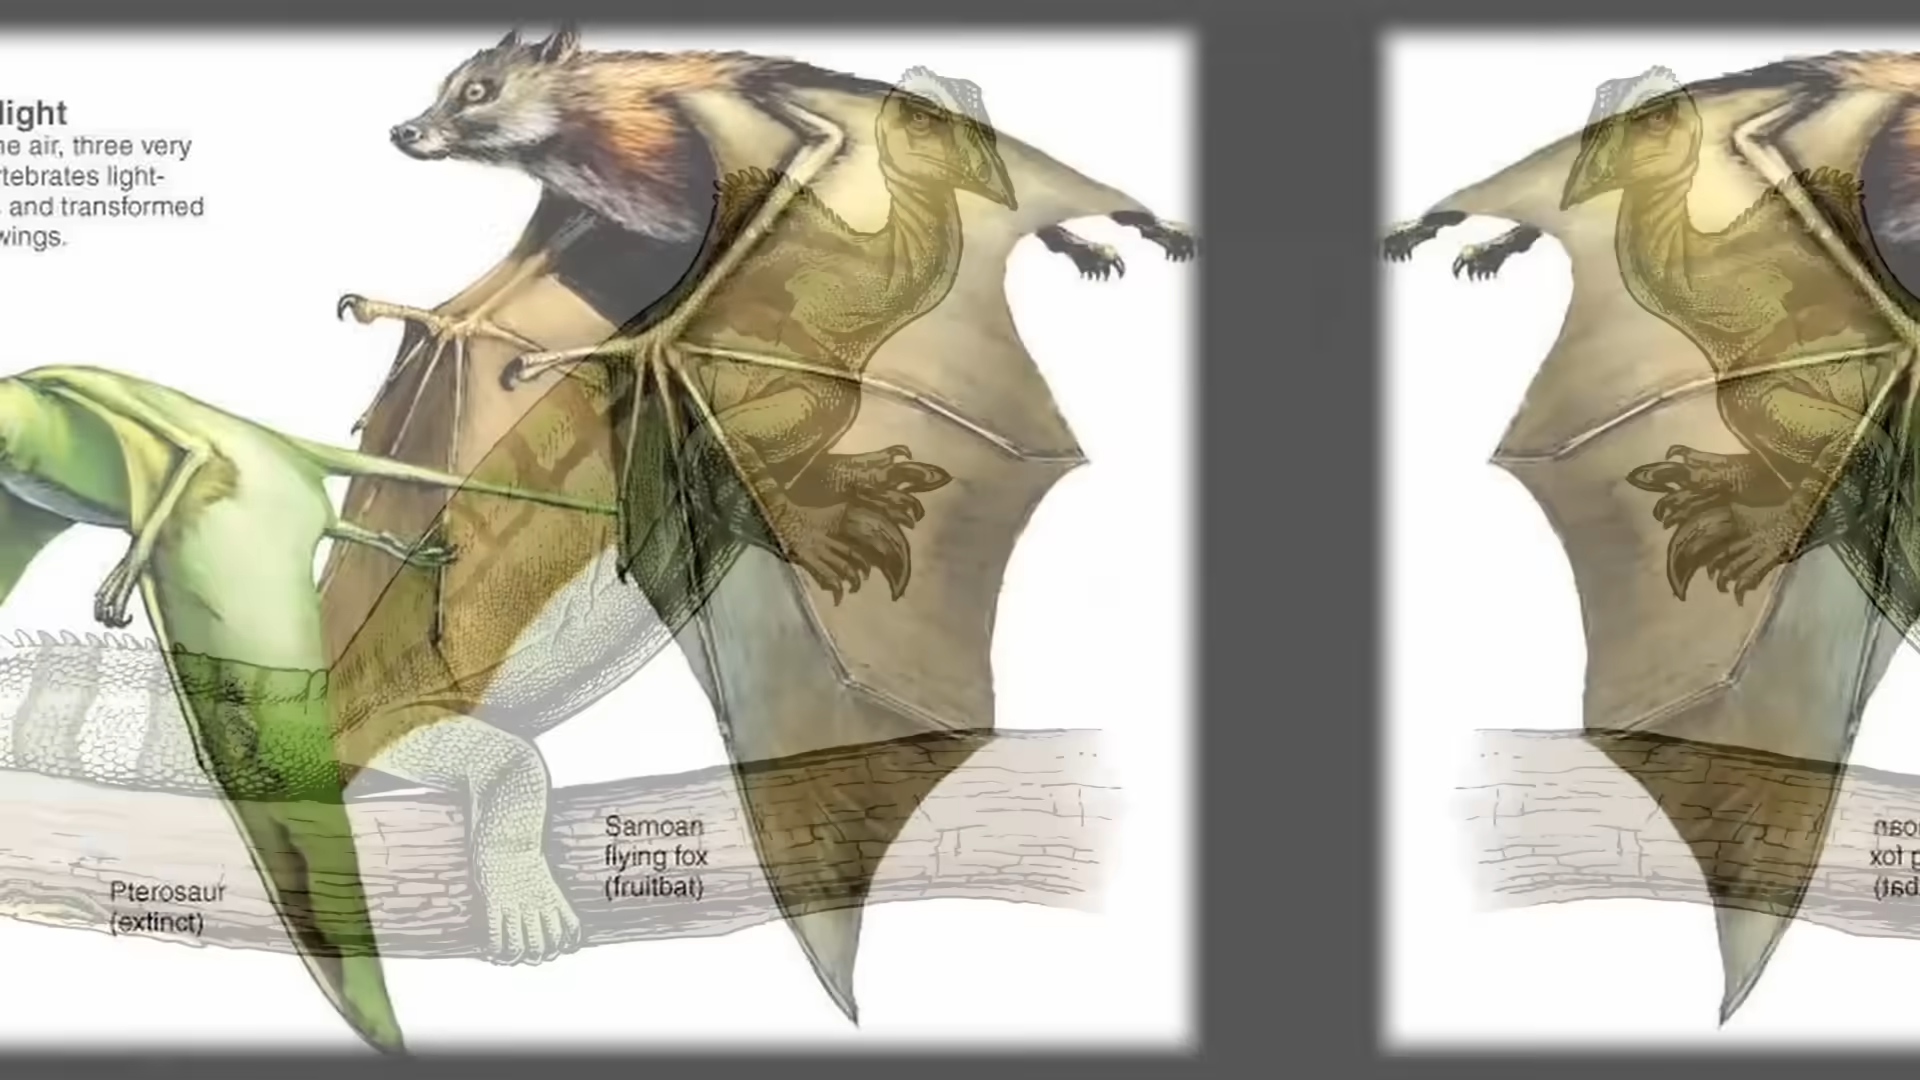 light
he air, three very
rtebrates light-
and transformed
wings.
Samoan
flying fox
(fruitbat)
Pterosaur
(extinct)